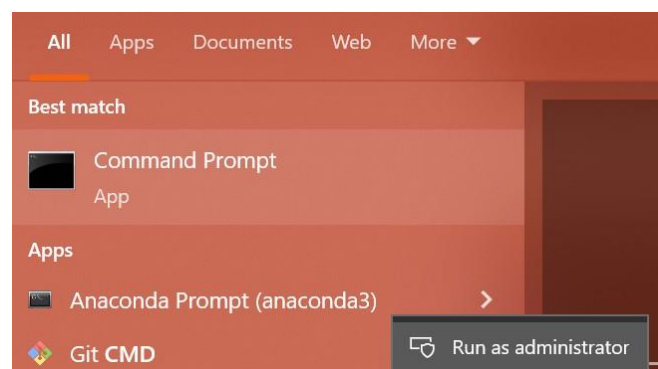 All Apps Documents Web More
Best match
Command Prompt
App
Apps
Anaconda Prompt (anaconda3)
Git CMD
Run as administrator